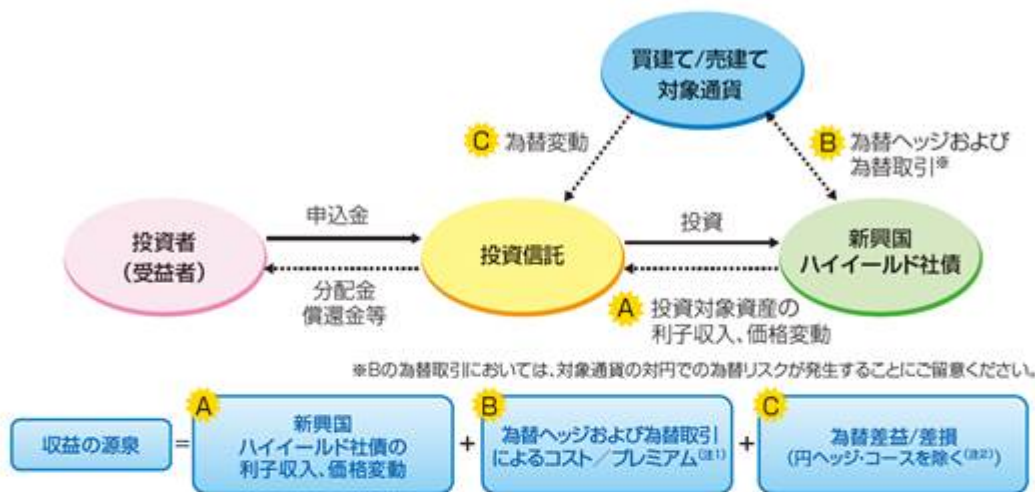 買建て/売建て
対象通貨
C 為替変動
B 為替ヘッジおよび
為替取引※
投資者
(受益者)
申込金
分配金
償還金等
投資信託
投資
新興国
ハイイールド社債
A 投資対象資産の
利子収入、価格変動
※Bの為替取引においては、対象通貨の対円での為替リスクが発生することにご留意ください。
収益の源泉
=
A
新興国
ハイイールド社債の
利子収入、価格変動
+
B
為替ヘッジおよび為替取引
によるコスト/プレミアム(注1)
+
C
為替差益/差損
(円ヘッジ・コースを除く(注2))